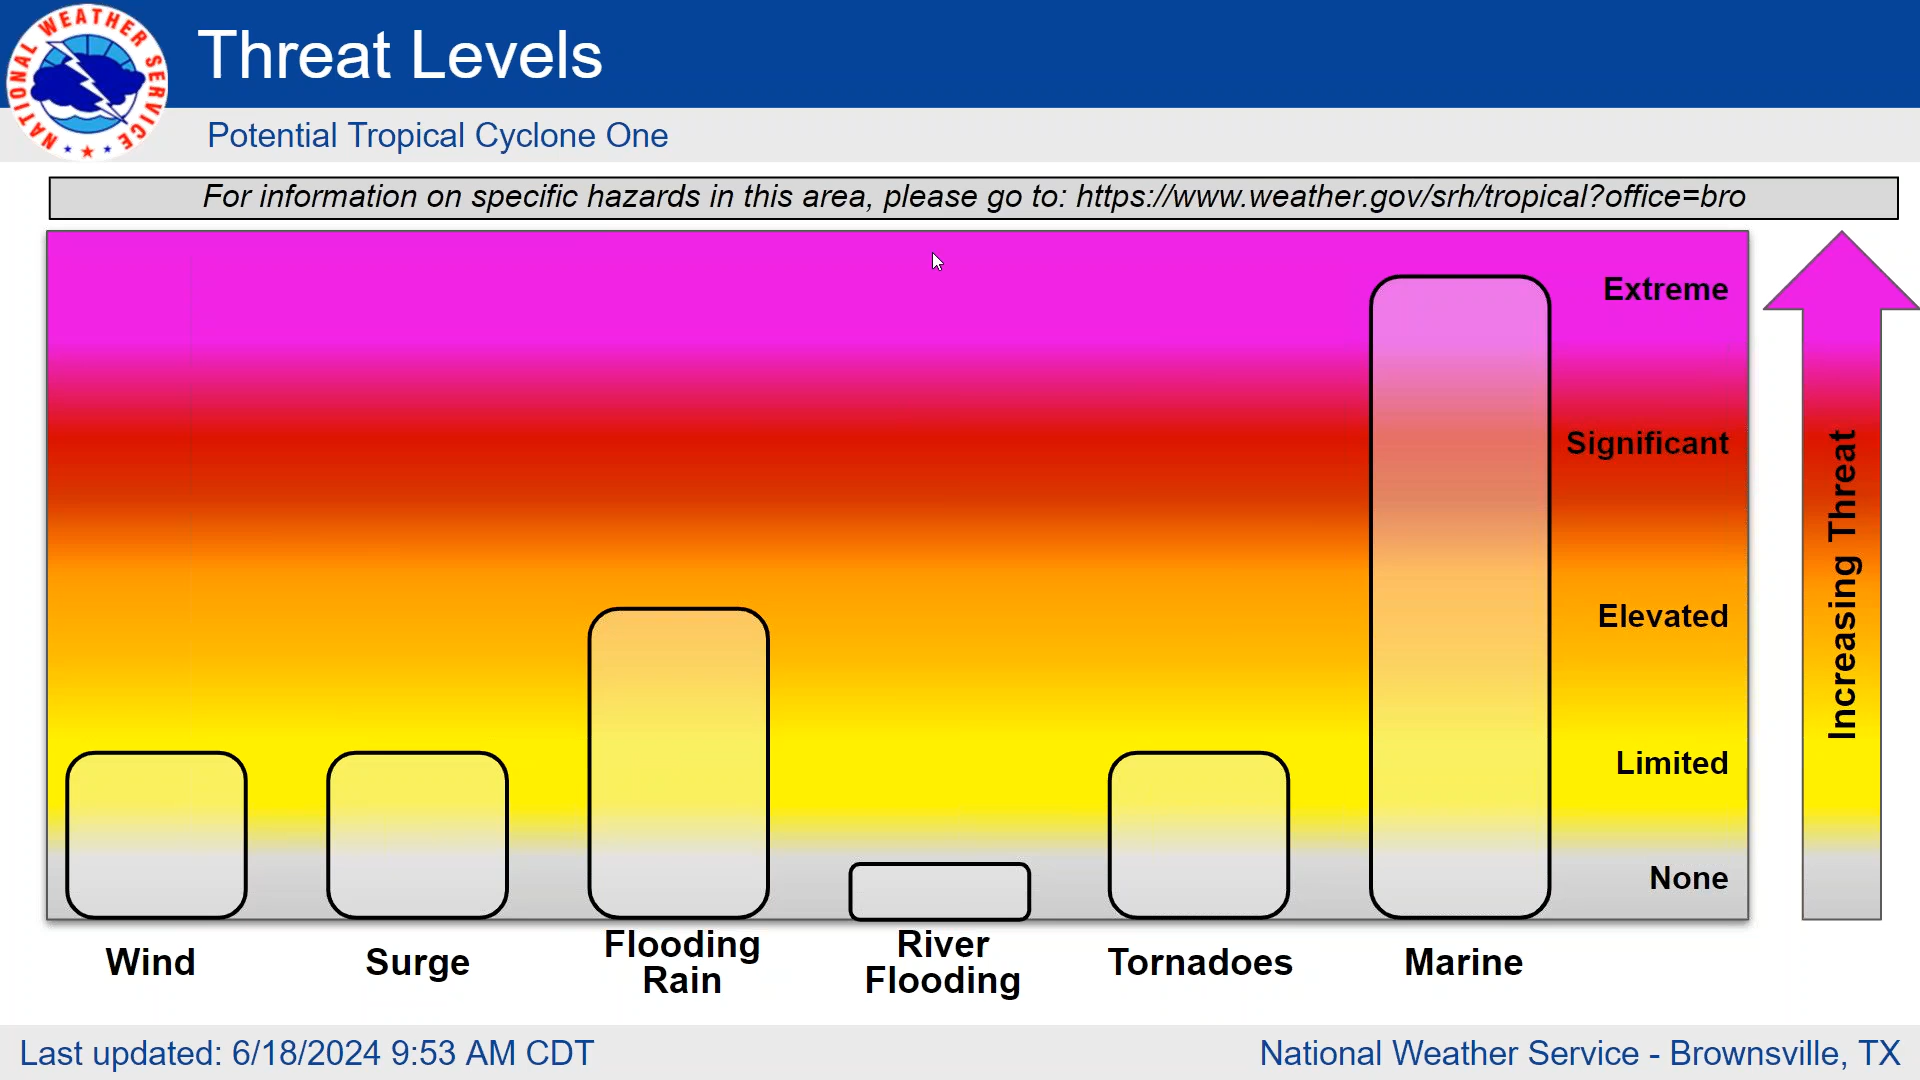 NATIONAL WEATHER SERVICE
Threat Levels
Potential Tropical Cyclone One
For information on specific hazards in this area, please go to: https://www.weather.gov/srh/tropical?office=bro
Extreme
Significant
Elevated
Limited
None
Increasing Threat
Wind
Surge
Flooding
Rain
River
Flooding
Tornadoes
Marine
Last updated: 6/18/2024 9:53 AM CDT
National Weather Service - Brownsville, TX